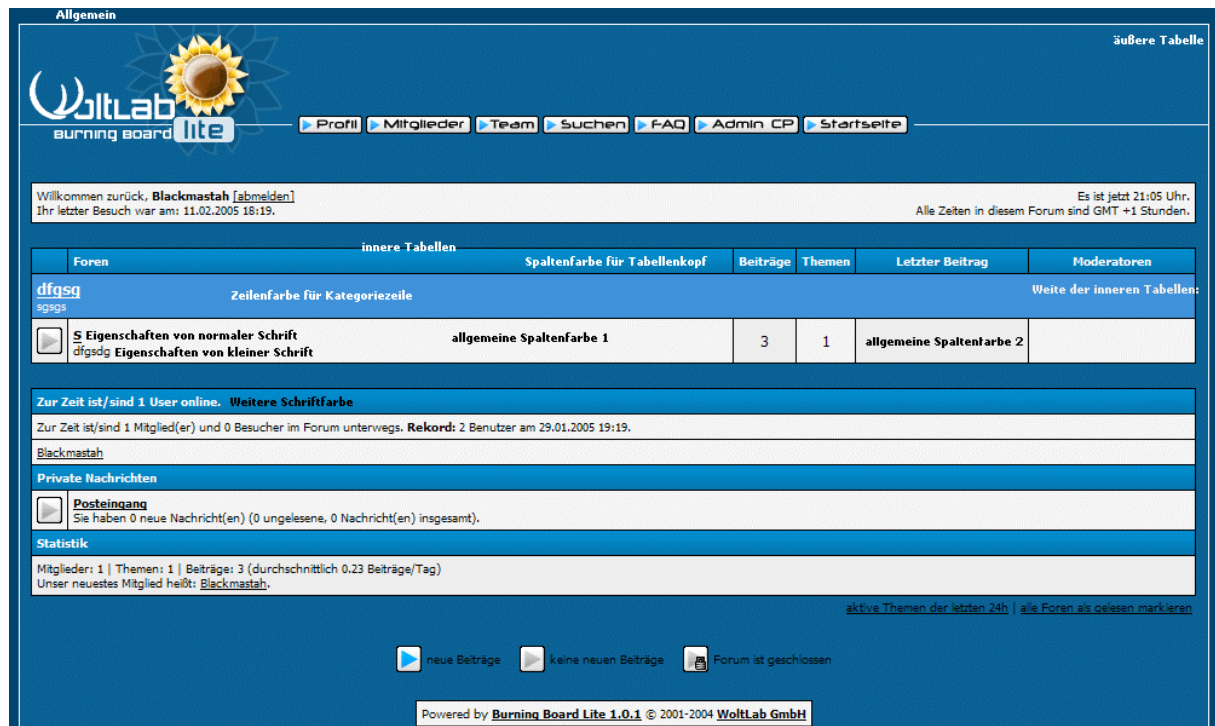 Allgemein
äußere Tabelle
WoltLab
Burning Board lite
Profil Mitglieder Team Suchen FAQ Admin CP Startseite
Willkommen zurück, Blackmastah [abmelden] Es ist jetzt 21:05 Uhr.
Ihr letzter Besuch war am: 11.02.2005 18:19. Alle Zeiten in diesem Forum sind GMT +1 Stunden.
innere Tabellen
Foren Spaltenfarbe für Tabellenkopf Beiträge Themen Letzter Beitrag Moderatoren
dfgsg Zeilenfarbe für Kategoriezeile Weite der inneren Tabellen:
sgsgs
S Eigenschaften von normaler Schrift allgemeine Spaltenfarbe 1 3 1 allgemeine Spaltenfarbe 2
dfgsdg Eigenschaften von kleiner Schrift
Zur Zeit ist/sind 1 User online. Weitere Schriftfarbe
Zur Zeit ist/sind 1 Mitglied(er) und 0 Besucher im Forum unterwegs. Rekord: 2 Benutzer am 29.01.2005 19:19.
Blackmastah
Private Nachrichten
Posteingang
Sie haben 0 neue Nachricht(en) (0 ungelesene, 0 Nachricht(en) insgesamt).
Statistik
Mitglieder: 1 | Themen: 1 | Beiträge: 3 (durchschnittlich 0.23 Beiträge/Tag)
Unser neuestes Mitglied heißt: Blackmastah.
aktive Themen der letzten 24h | alle Foren als gelesen markieren
neue Beiträge keine neuen Beiträge Forum ist geschlossen
Powered by Burning Board Lite 1.0.1 © 2001-2004 WoltLab GmbH